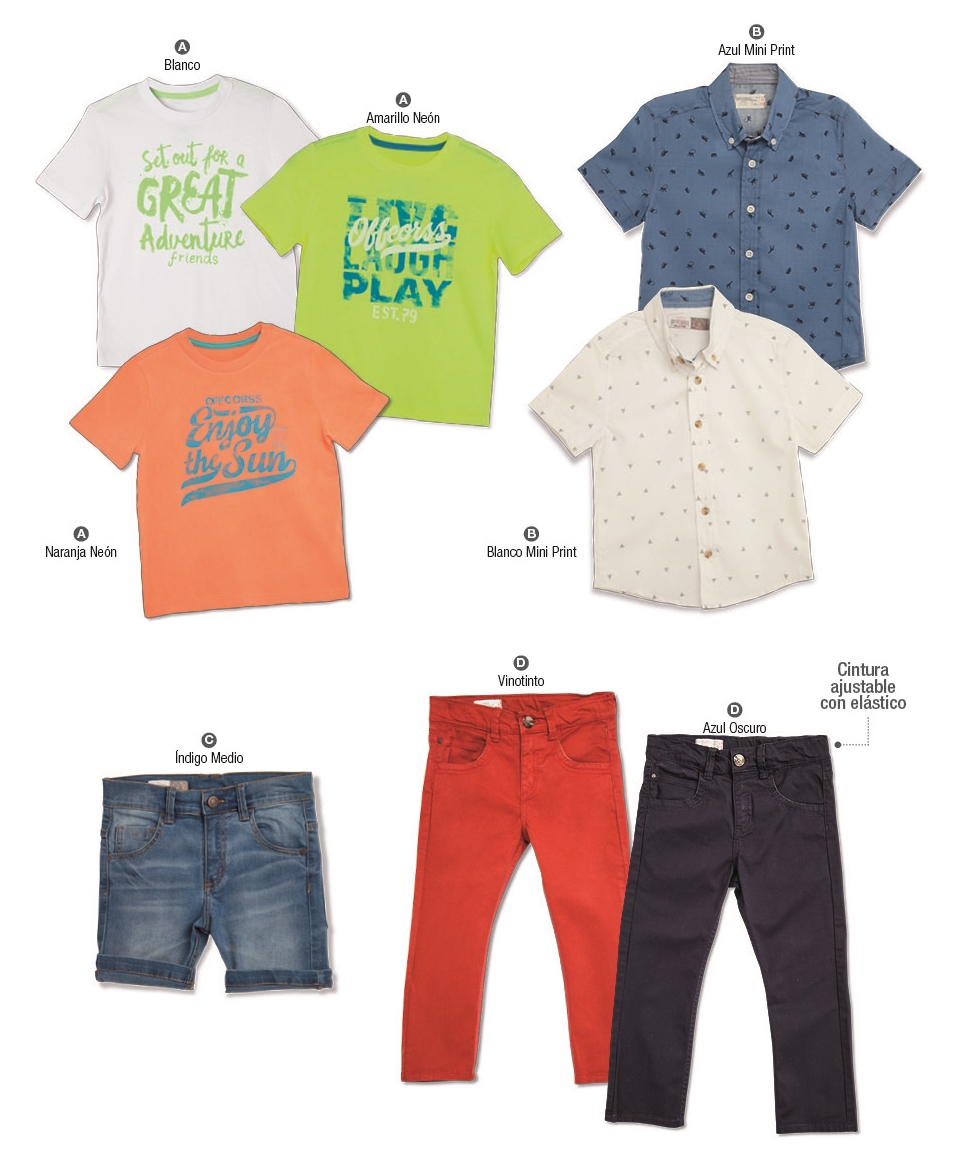 A
Blanco
A
Amarillo Neón
B
Azul Mini Print
Set out for a
GREAT
Adventure
friends
LIVE
Offcorss
LAUGH
PLAY
EST.79
OFFCORSS
Enjoy
the Sun
A
Naranja Neón
B
Blanco Mini Print
C
Índigo Medio
D
Vinotinto
D
Azul Oscuro
Cintura
ajustable
con elástico